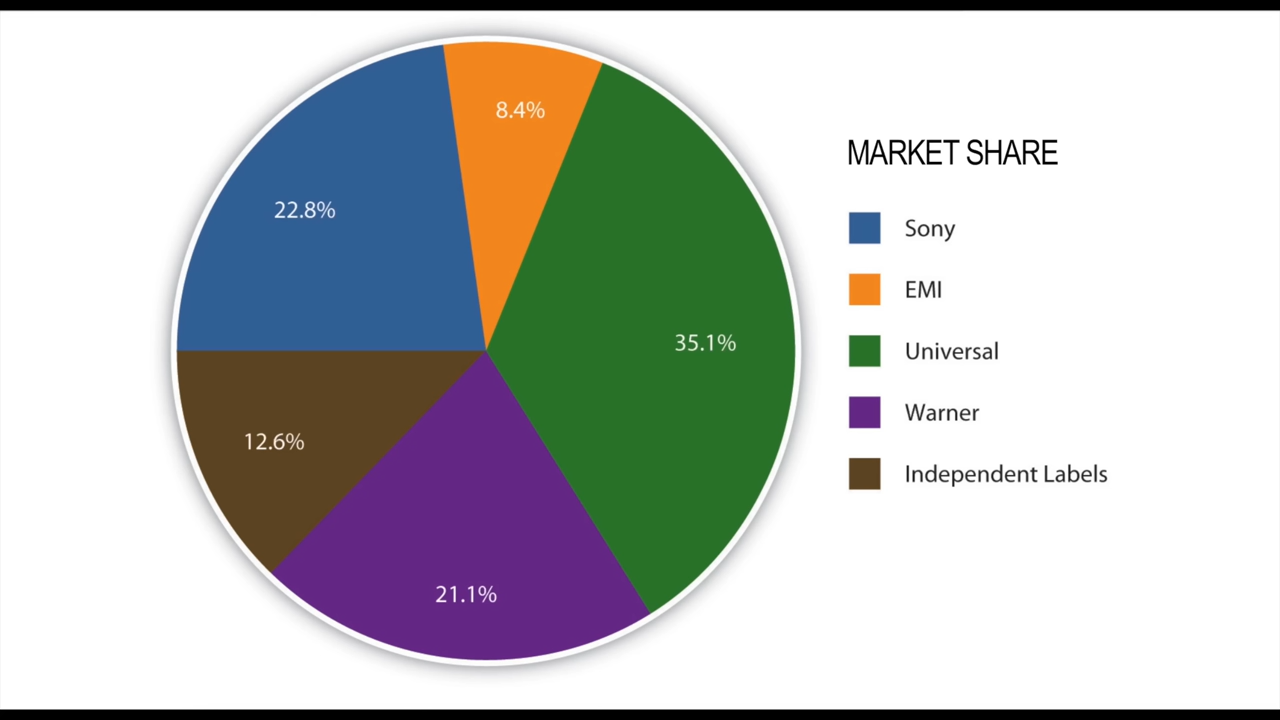 8.4%
22.8%
35.1%
12.6%
21.1%
MARKET SHARE
Sony
EMI
Universal
Warner
Independent Labels